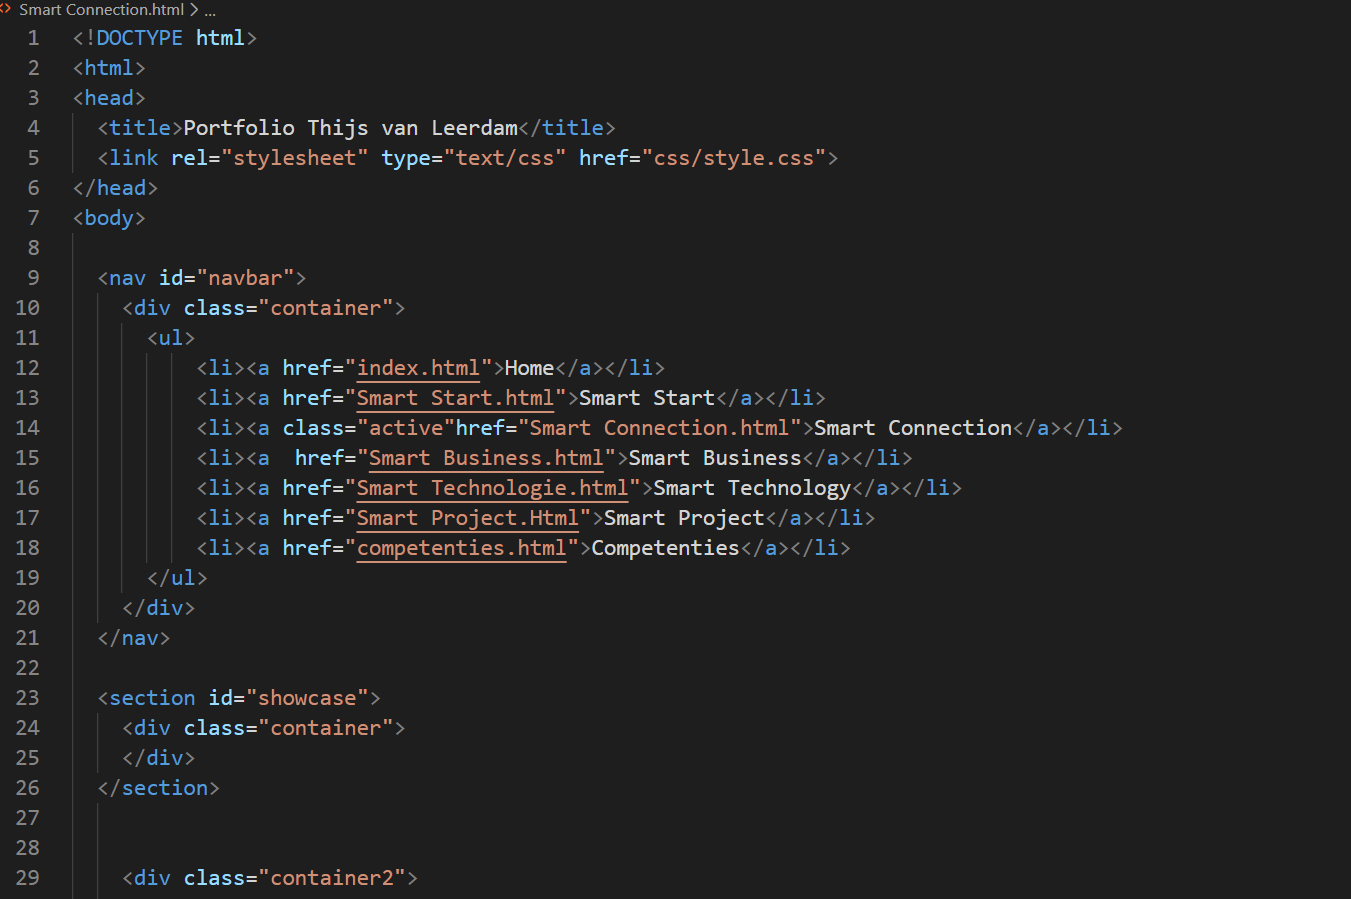 Smart Connection.html > ...
1 <!DOCTYPE html>
2 <html>
3 <head>
4   <title>Portfolio Thijs van Leerdam</title>
5   <link rel="stylesheet" type="text/css" href="css/style.css">
6 </head>
7 <body>
8
9   <nav id="navbar">
10     <div class="container">
11       <ul>
12           <li><a href="index.html">Home</a></li>
13           <li><a href="Smart Start.html">Smart Start</a></li>
14           <li><a class="active"href="Smart Connection.html">Smart Connection</a></li>
15           <li><a  href="Smart Business.html">Smart Business</a></li>
16           <li><a href="Smart Technologie.html">Smart Technology</a></li>
17           <li><a href="Smart Project.Html">Smart Project</a></li>
18           <li><a href="competenties.html">Competenties</a></li>
19       </ul>
20     </div>
21   </nav>
22
23   <section id="showcase">
24     <div class="container">
25     </div>
26   </section>
27
28
29     <div class="container2">